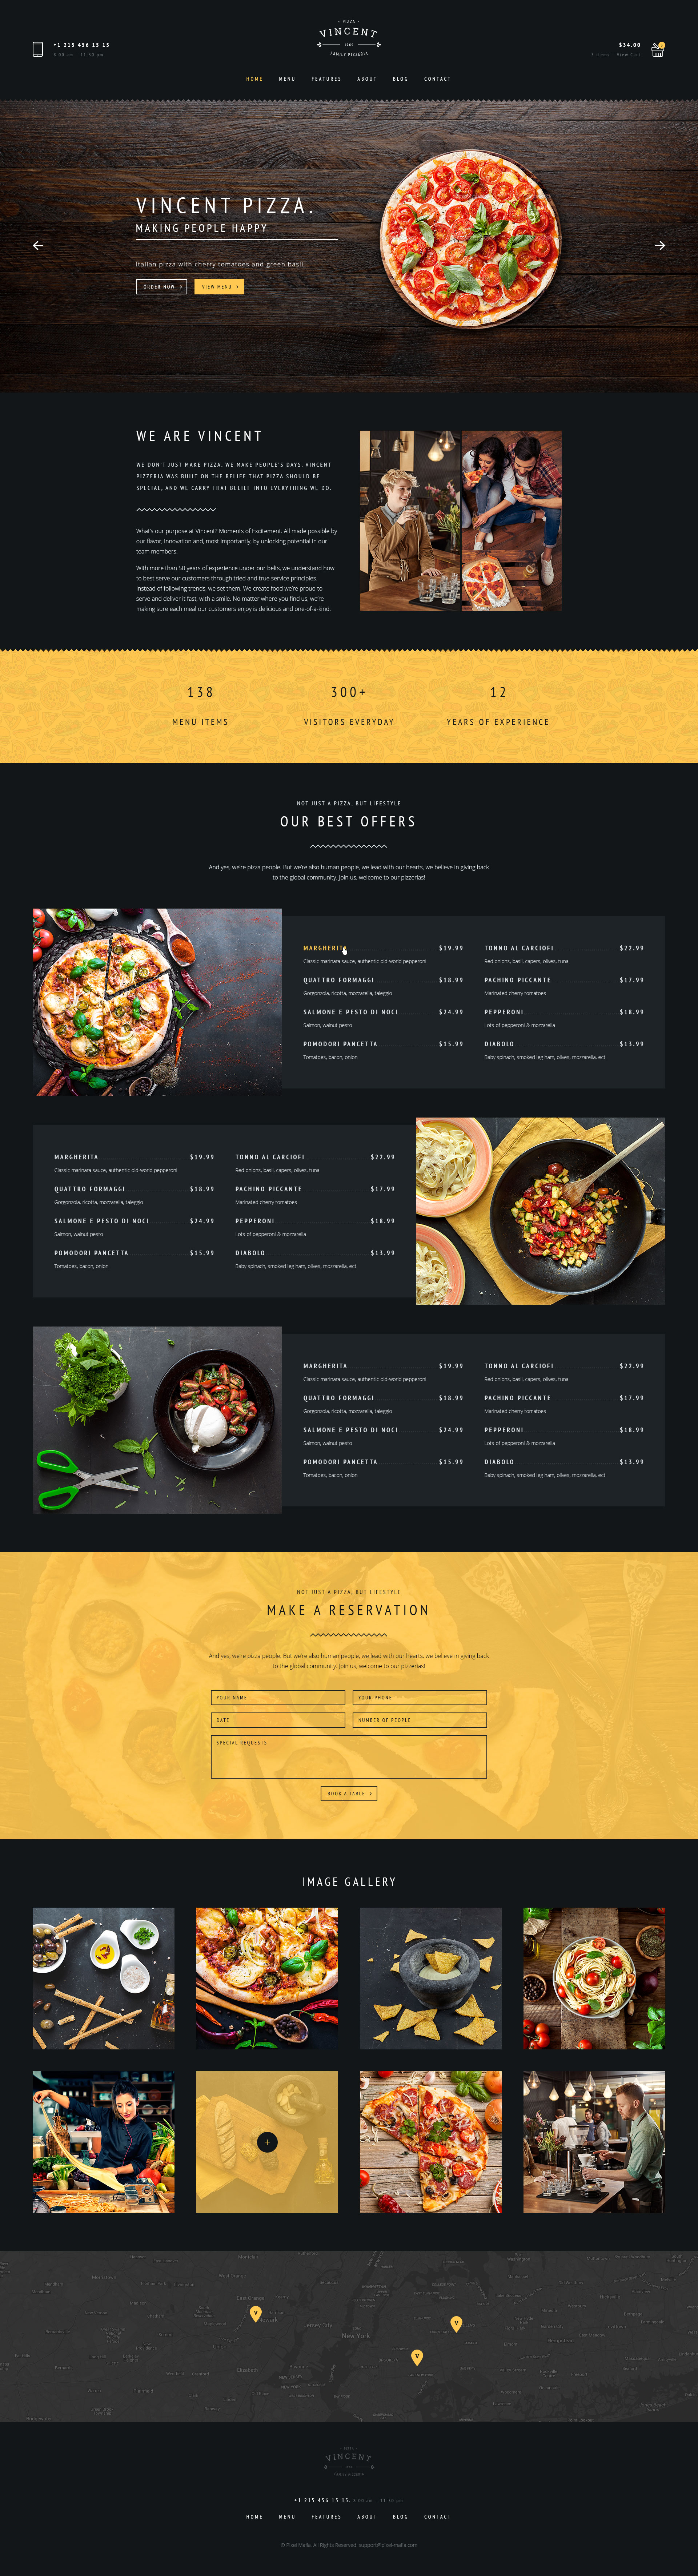 +1 215 456 15 15
8:00 am – 11:30 pm
PIZZA
VINCENT
FAMILY PIZZERIA
$34.00
View Cart
HOME MENU FEATURES ABOUT BLOG CONTACT
VINCENT PIZZA.
MAKING PEOPLE HAPPY
Italian pizza with cherry tomatoes and green basil
ORDER NOW
VIEW MENU
WE ARE VINCENT
WE DON'T JUST MAKE PIZZA. WE MAKE PEOPLE'S DAYS. VINCENT
PIZZERIA WAS BUILT ON THE BELIEF THAT PIZZA SHOULD BE
SPECIAL, AND WE CARRY THAT BELIEF INTO EVERYTHING WE DO.
What's our purpose at Vincent? Moments of Excitement. All made possible by
our flavor, innovation and, most importantly, by unlocking potential in our
team members.
With more than 50 years of experience under our belts, we understand how
to best serve our customers through tried and true service principles.
Instead of following trends, we set them. We create food we're proud to
serve and deliver it fast, with a smile. No matter where you find us, we're
making sure each meal our customers enjoy is delicious and one-of-a-kind.
138 300+ 12
MENU ITEMS VISITORS EVERYDAY YEARS OF EXPERIENCE
NOT JUST A PIZZA, BUT LIFESTYLE
OUR BEST OFFERS
And yes, we're pizza people. But we're also human people, we lead with our hearts, we believe in giving back
to the global community. Join us, welcome to our pizzerias!
MARGHERITA $19.99
Classic marinara sauce, authentic old-world pepperoni
QUATTRO FORMAGGI $18.99
Gorgonzola, ricotta, mozzarella, taleggio
SALMONE E PESTO DI NOCI $24.99
Salmon, walnut pesto
POMODORI PANCETTA $15.99
Tomatoes, bacon, onion
TONNO AL CARCIOFI $22.99
Red onions, basil, capers, olives, tuna
PACHINO PICCANTE $17.99
Marinated cherry tomatoes
PEPPERONI $18.99
Lots of pepperoni & mozzarella
DIABOLO $13.99
Baby spinach, smoked leg ham, olives, mozzarella, ect
MARGHERITA $19.99
Classic marinara sauce, authentic old-world pepperoni
QUATTRO FORMAGGI $18.99
Gorgonzola, ricotta, mozzarella, taleggio
SALMONE E PESTO DI NOCI $24.99
Salmon, walnut pesto
POMODORI PANCETTA $15.99
Tomatoes, bacon, onion
TONNO AL CARCIOFI $22.99
Red onions, basil, capers, olives, tuna
PACHINO PICCANTE $17.99
Marinated cherry tomatoes
PEPPERONI $18.99
Lots of pepperoni & mozzarella
DIABOLO $13.99
Baby spinach, smoked leg ham, olives, mozzarella, ect
MARGHERITA $19.99
Classic marinara sauce, authentic old-world pepperoni
QUATTRO FORMAGGI $18.99
Gorgonzola, ricotta, mozzarella, taleggio
SALMONE E PESTO DI NOCI $24.99
Salmon, walnut pesto
POMODORI PANCETTA $15.99
Tomatoes, bacon, onion
TONNO AL CARCIOFI $22.99
Red onions, basil, capers, olives, tuna
PACHINO PICCANTE $17.99
Marinated cherry tomatoes
PEPPERONI $18.99
Lots of pepperoni & mozzarella
DIABOLO $13.99
Baby spinach, smoked leg ham, olives, mozzarella, ect
NOT JUST A PIZZA, BUT LIFESTYLE
MAKE A RESERVATION
And yes, we're pizza people. But we're also human people, we lead with our hearts, we believe in giving back
to the global community. Join us, welcome to our pizzerias!
YOUR NAME
YOUR PHONE
DATE
NUMBER OF PEOPLE
SPECIAL REQUESTS
BOOK A TABLE
IMAGE GALLERY
V
V
V
Jersey City
New York
PIZZA
VINCENT
+1 215 456 15 15. 8:00 am – 11:30 pm
HOME MENU FEATURES ABOUT BLOG CONTACT
© Pixel Mafia. All Rights Reserved. support@pixel-mafia.com